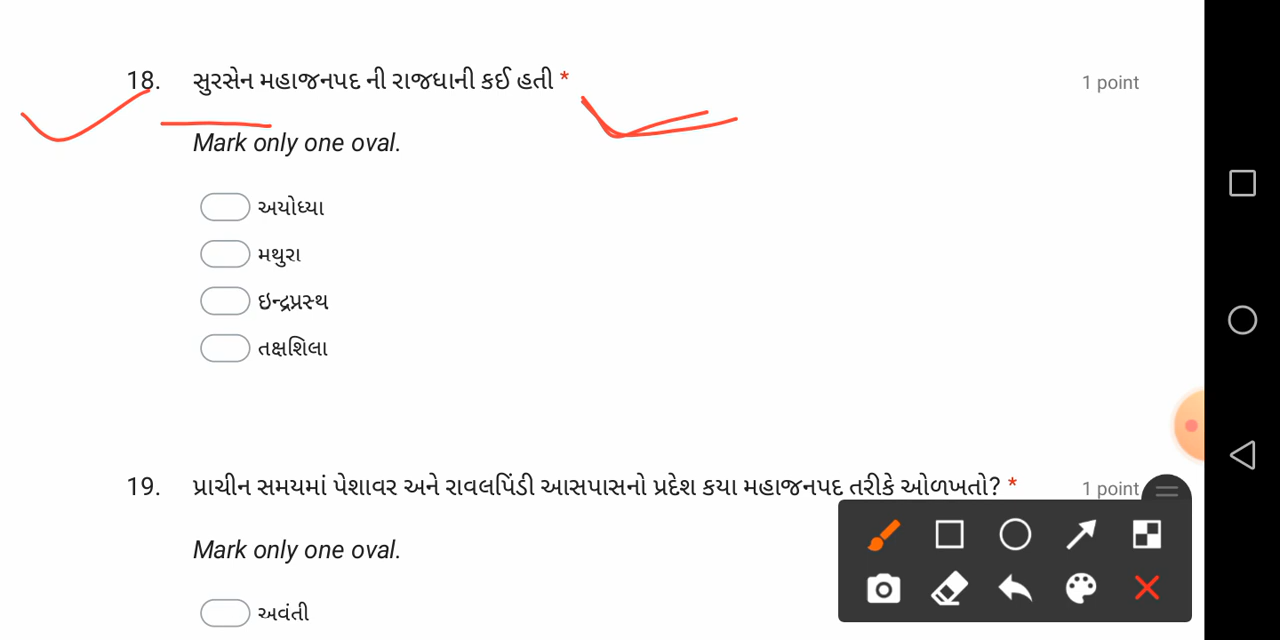 18. સુરસેન મહાજનપદ ની રાજધાની કઈ હતી * 1 point
Mark only one oval.
અયોધ્યા
મથુરા
ઇન્દ્રપ્રસ્થ
તક્ષશિલા
19. પ્રાચીન સમયમાં પેશાવર અને રાવલપિંડી આસપાસનો પ્રદેશ કયા મહાજનપદ તરીકે ઓળખતો? * 1 point
Mark only one oval.
અવંતી